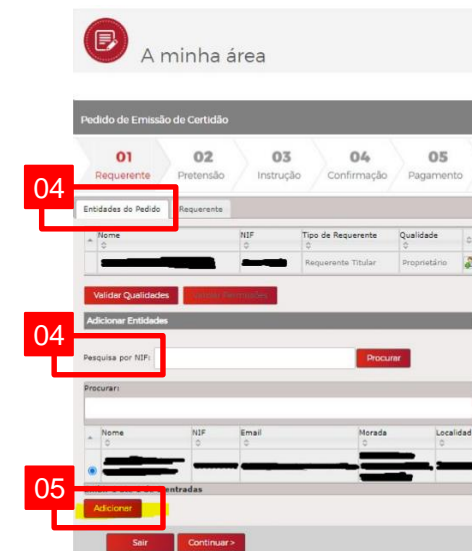 A minha área
Pedido de Emissão de Certidão
01 02 03 04 05
Requerente Pretensão Instrução Confirmação Pagamento
04
Entidades do Pedido Requerente
Nome NIF Tipo de Requerente Qualidade
Requerente Titular Proprietário
Validar Qualidades
Adicionar Entidades
04
Pesquisa por NIF: Procurar
Procurar:
Nome NIF Email Morada Localidad
05
entradas
Adicionar
Sair Continuar >